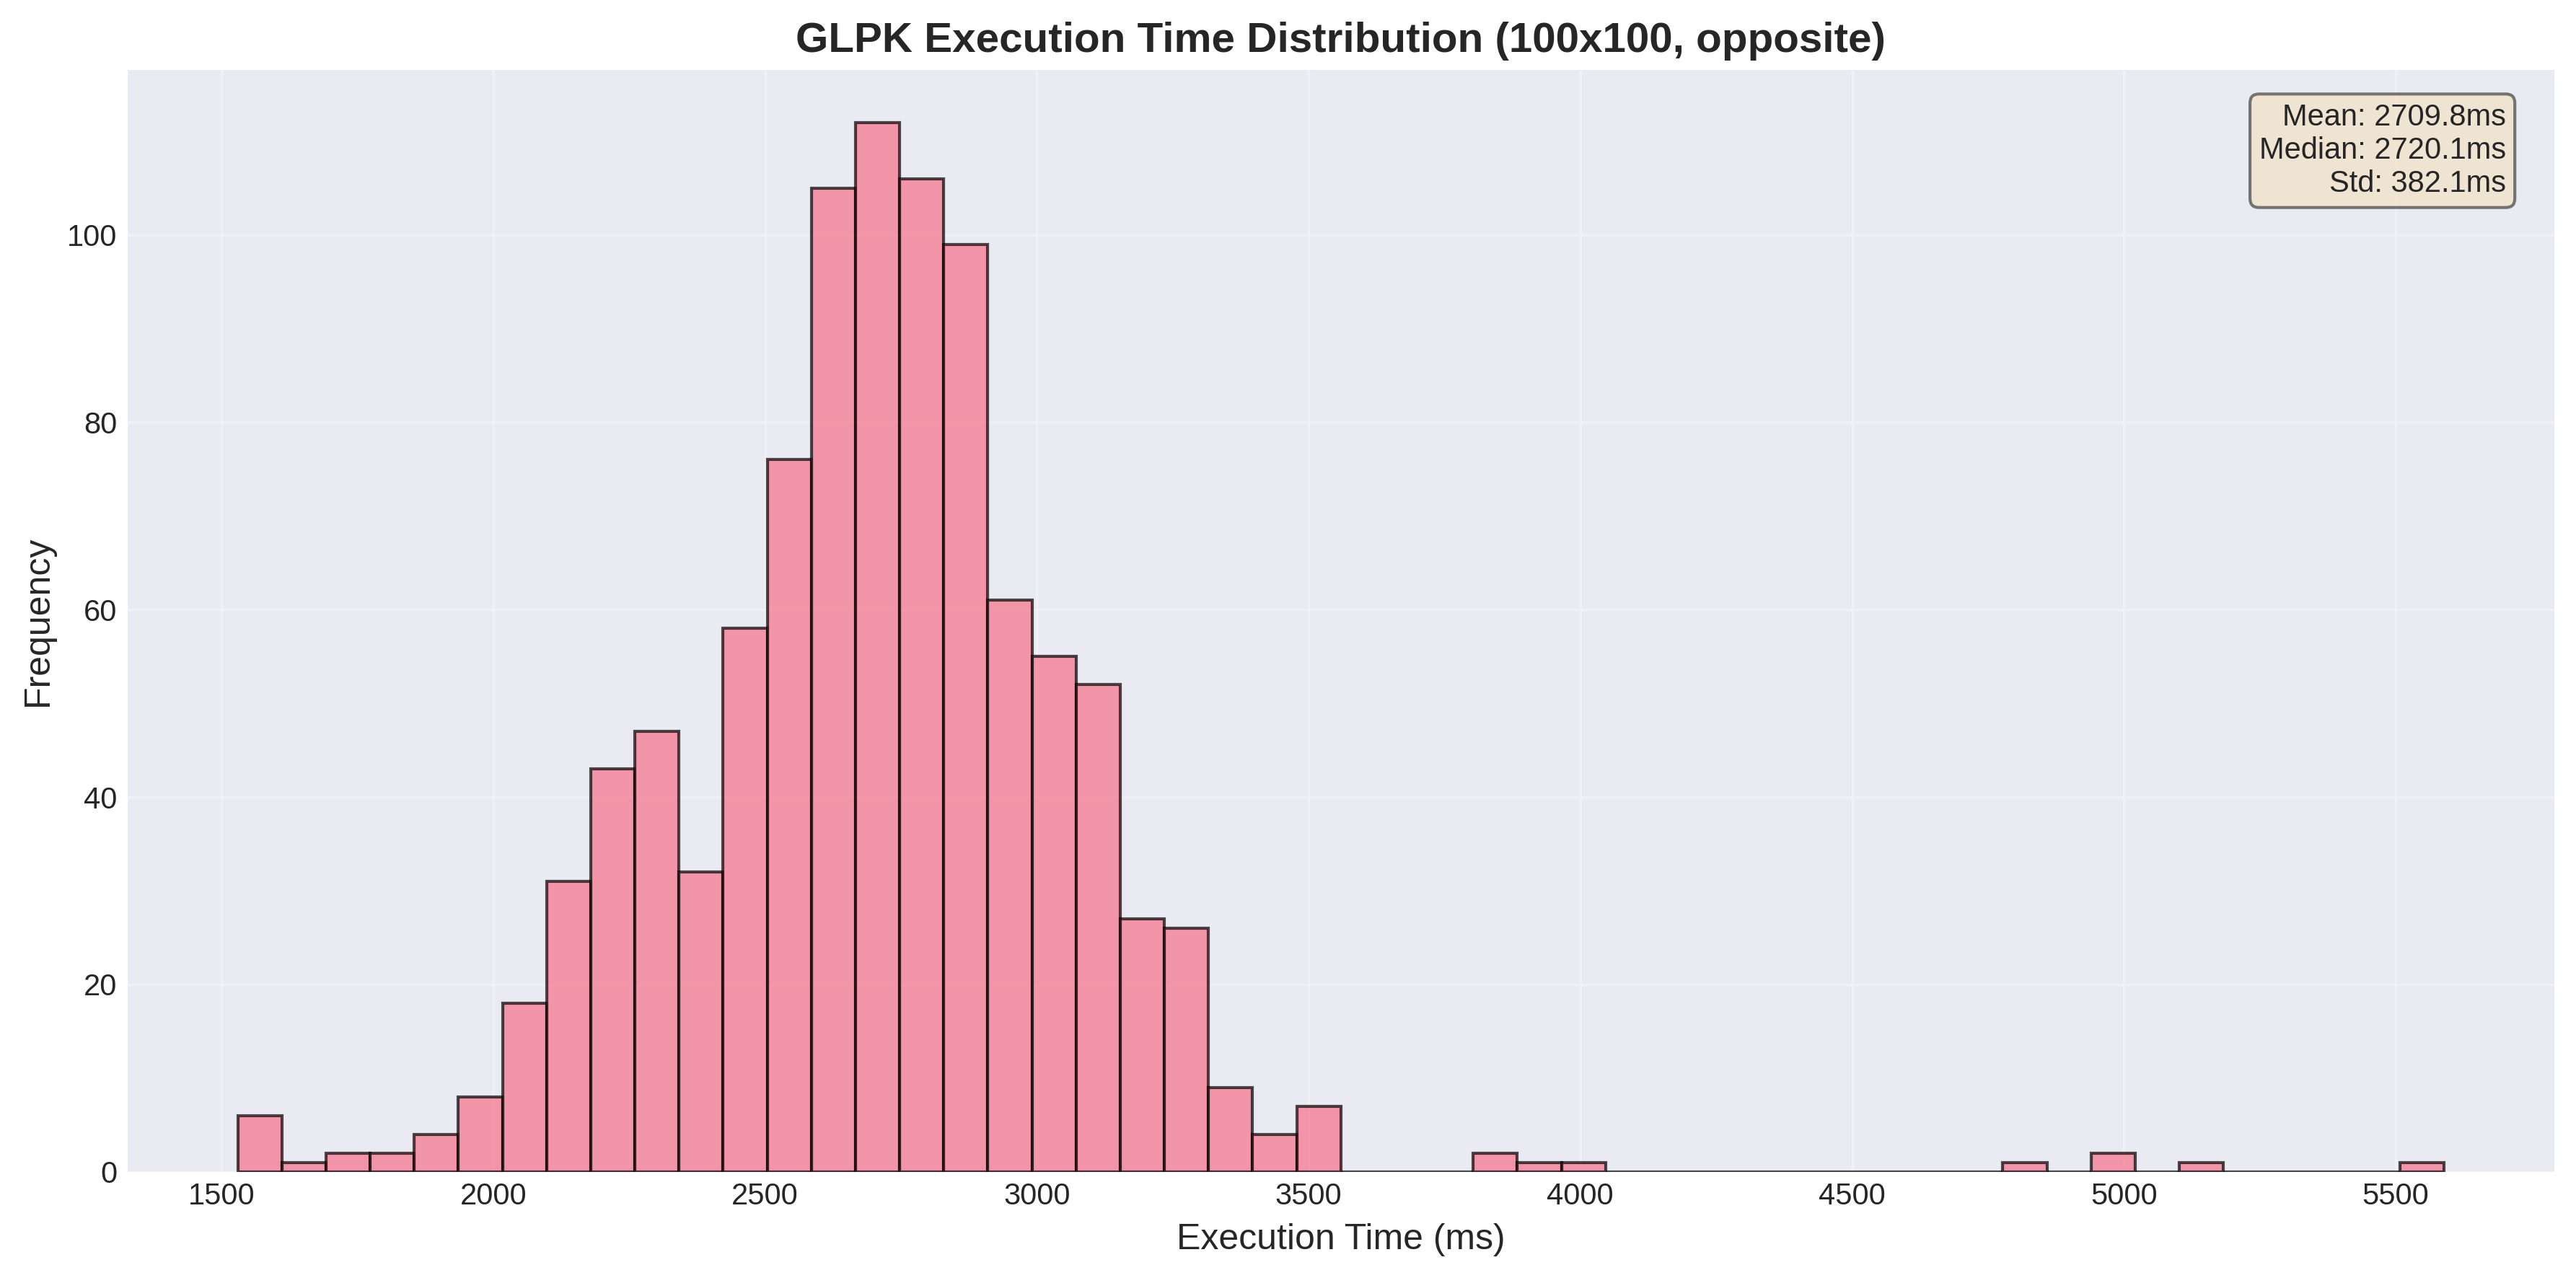 GLPK Execution Time Distribution (100x100, opposite)
Mean: 2709.8ms
Median: 2720.1ms
Std: 382.1ms
Frequency
100
80
60
40
20
0
1500 2000 2500 3000 3500 4000 4500 5000 5500
Execution Time (ms)